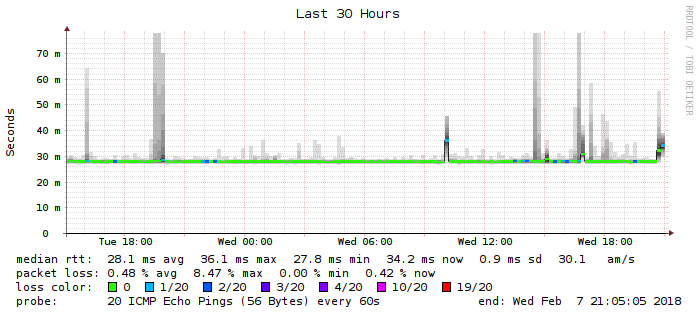 Last 30 Hours
RRDTOOL / TOBI OETIKER
Seconds
70 m
60 m
50 m
40 m
30 m
20 m
10 m
0
Tue 18:00 Wed 00:00 Wed 06:00 Wed 12:00 Wed 18:00
median rtt: 28.1 ms avg 36.1 ms max 27.8 ms min 34.2 ms now 0.9 ms sd 30.1 am/s
packet loss: 0.48 % avg 8.47 % max 0.00 % min 0.42 % now
loss color: 0 1/20 2/20 3/20 4/20 10/20 19/20
probe: 20 ICMP Echo Pings (56 Bytes) every 60s end: Wed Feb 7 21:05:05 2018